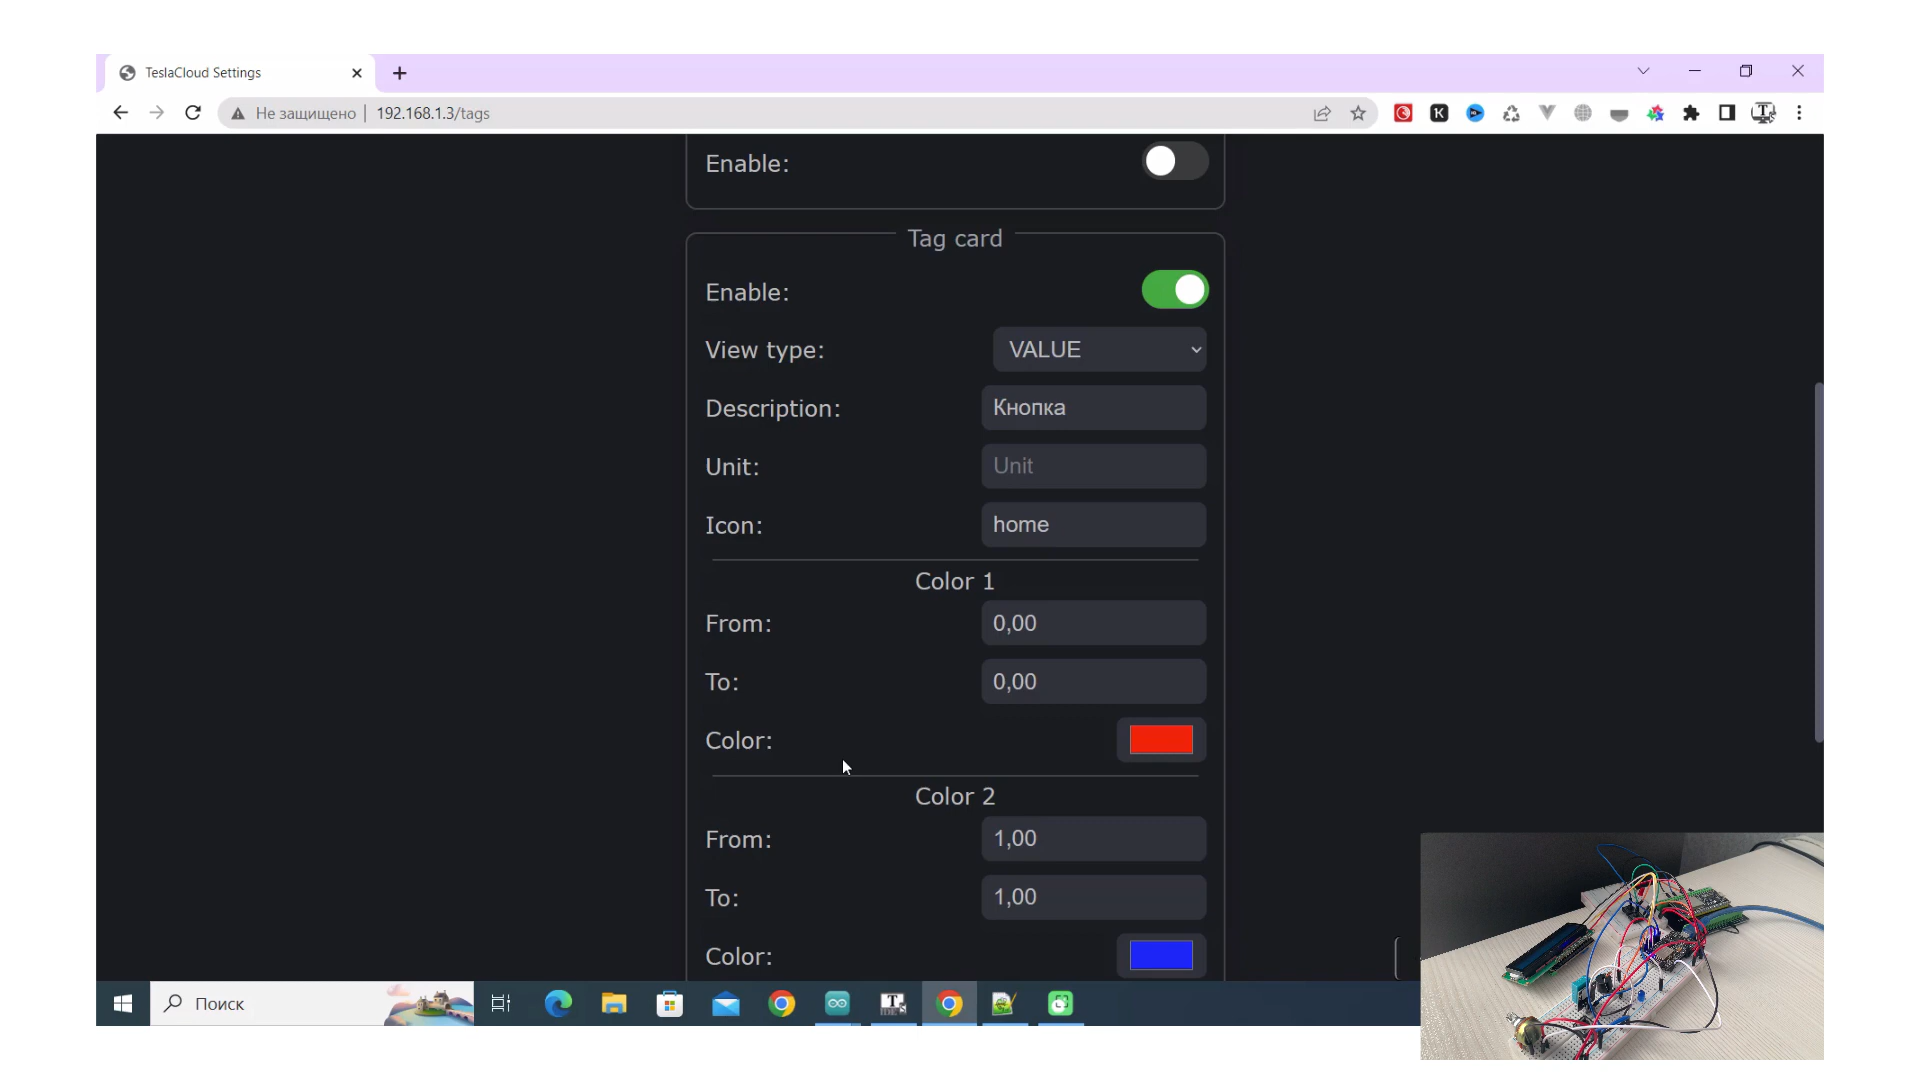 TeslaCloud Settings
Не защищено
192.168.1.3/tags
Enable:
Tag card
Enable:
View type:
VALUE
Description:
Кнопка
Unit:
Unit
Icon:
home
Color 1
From:
0,00
To:
0,00
Color:
Color 2
From:
1,00
To:
1,00
Color:
Поиск